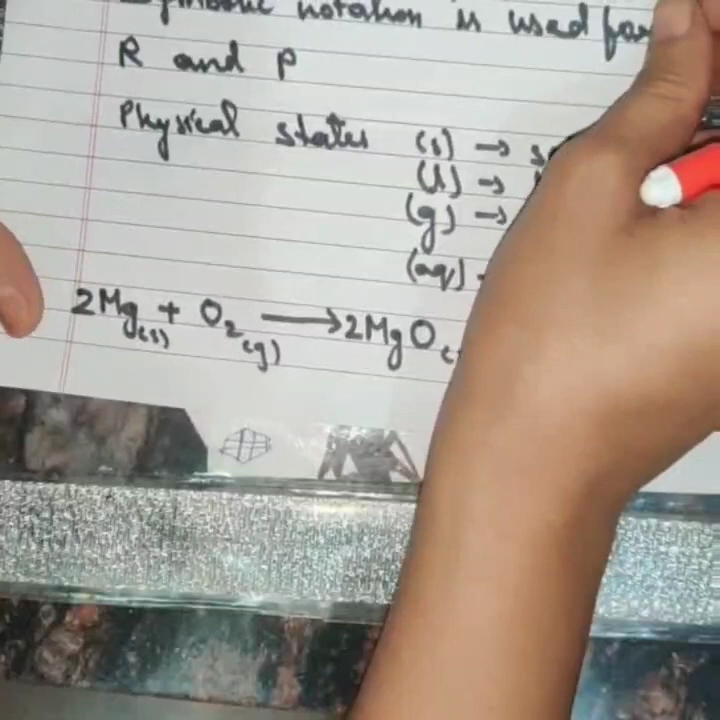 notation is used for
R and P
Physical states (s) →
(l) →
(g) →
(aq)
2Mg(s) + O2(g) → 2MgO